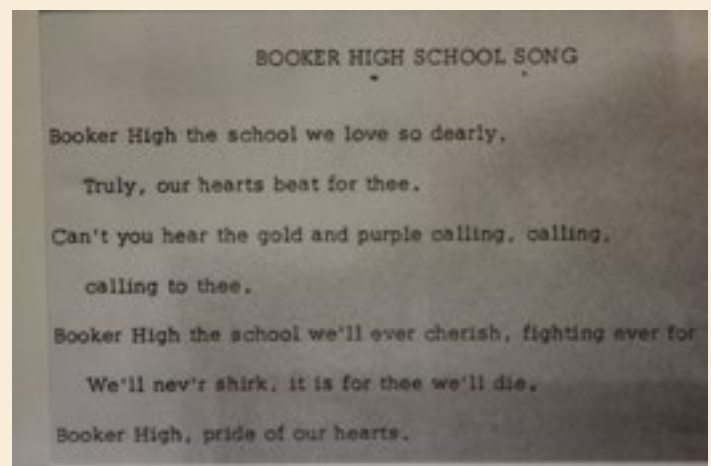 BOOKER HIGH SCHOOL SONG
Booker High the school we love so dearly,
Truly, our hearts beat for thee.
Can't you hear the gold and purple calling, calling,
calling to thee.
Booker High the school we'll ever cherish, fighting ever for
We'll nev'r shirk, it is for thee we'll die.
Booker High, pride of our hearts.